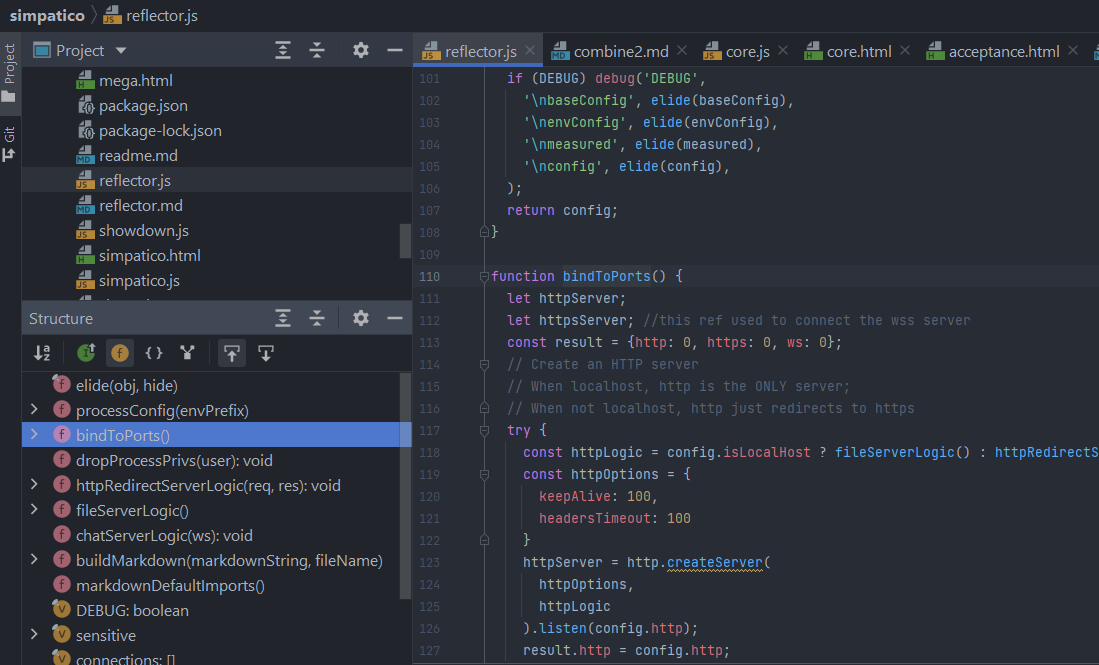 simpatico reflector.js
Project
Git
Project
mega.html
package.json
package-lock.json
readme.md
reflector.js
reflector.md
showdown.js
simpatico.html
simpatico.js
Structure
elide(obj, hide)
processConfig(envPrefix)
bindToPorts()
dropProcessPrivs(user): void
httpRedirectServerLogic(req, res): void
fileServerLogic()
chatServerLogic(ws): void
buildMarkdown(markdownString, fileName)
markdownDefaultImports()
DEBUG: boolean
sensitive
connections: []
reflector.js combine2.md core.js core.html acceptance.html
101 if (DEBUG) debug('DEBUG',
102 '\nbaseConfig', elide(baseConfig),
103 '\nenvConfig', elide(envConfig),
104 '\nmeasured', elide(measured),
105 '\nconfig', elide(config),
106 );
107 return config;
108 }
109
110 function bindToPorts() {
111 let httpServer;
112 let httpsServer; //this ref used to connect the wss server
113 const result = {http: 0, https: 0, ws: 0};
114 // Create an HTTP server
115 // When localhost, http is the ONLY server;
116 // When not localhost, http just redirects to https
117 try {
118 const httpLogic = config.isLocalHost ? fileServerLogic() : httpRedirectS
119 const httpOptions = {
120 keepAlive: 100,
121 headersTimeout: 100
122 }
123 httpServer = http.createServer(
124 httpOptions,
125 httpLogic
126 ).listen(config.http);
127 result.http = config.http;